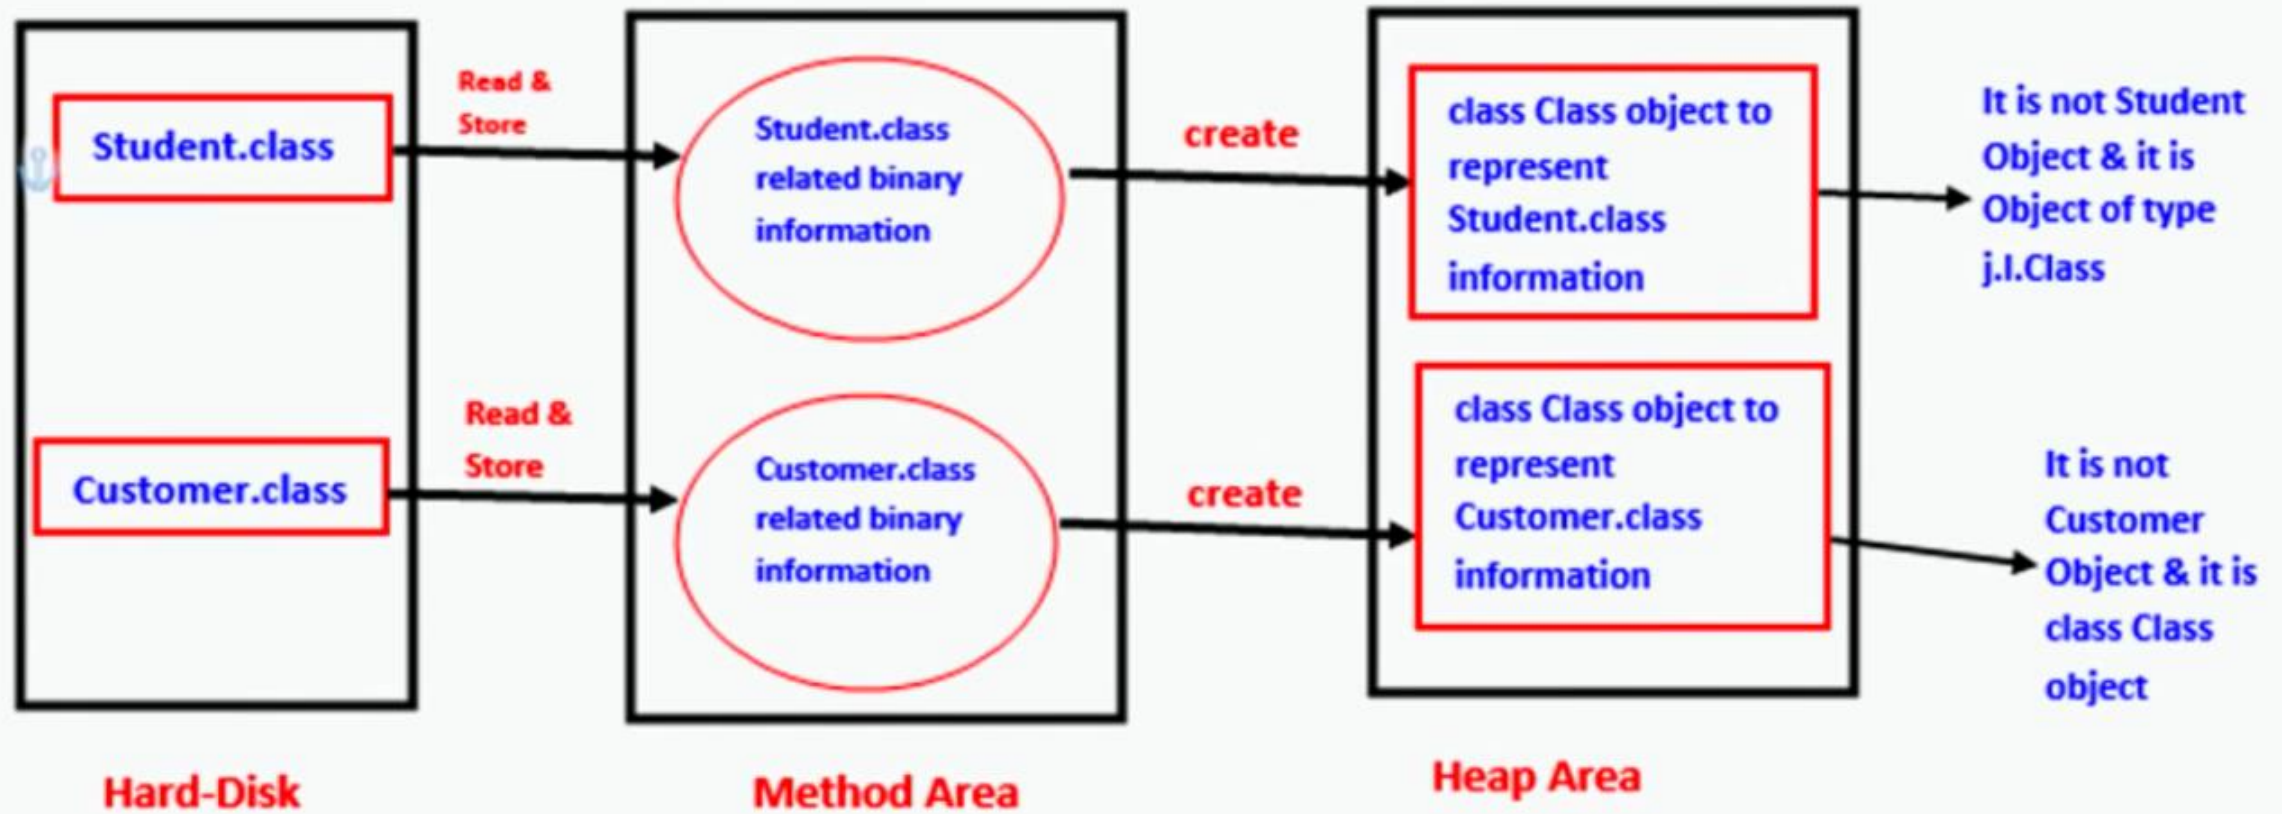 Student.class
Read &
Store
Student.class
related binary
information
create
class Class object to
represent
Student.class
information
It is not Student
Object & it is
Object of type
j.l.Class
Customer.class
Read &
Store
Customer.class
related binary
information
create
class Class object to
represent
Customer.class
information
It is not
Customer
Object & it is
class Class
object
Hard-Disk
Method Area
Heap Area